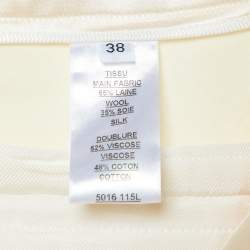 38
TISSU
MAIN FABRIC
65% LAINE
WOOL
35% SOIE
SILK
DOUBLURE
52% VISCOSE
VISCOSE
48% COTON
COTTON
5016 115L